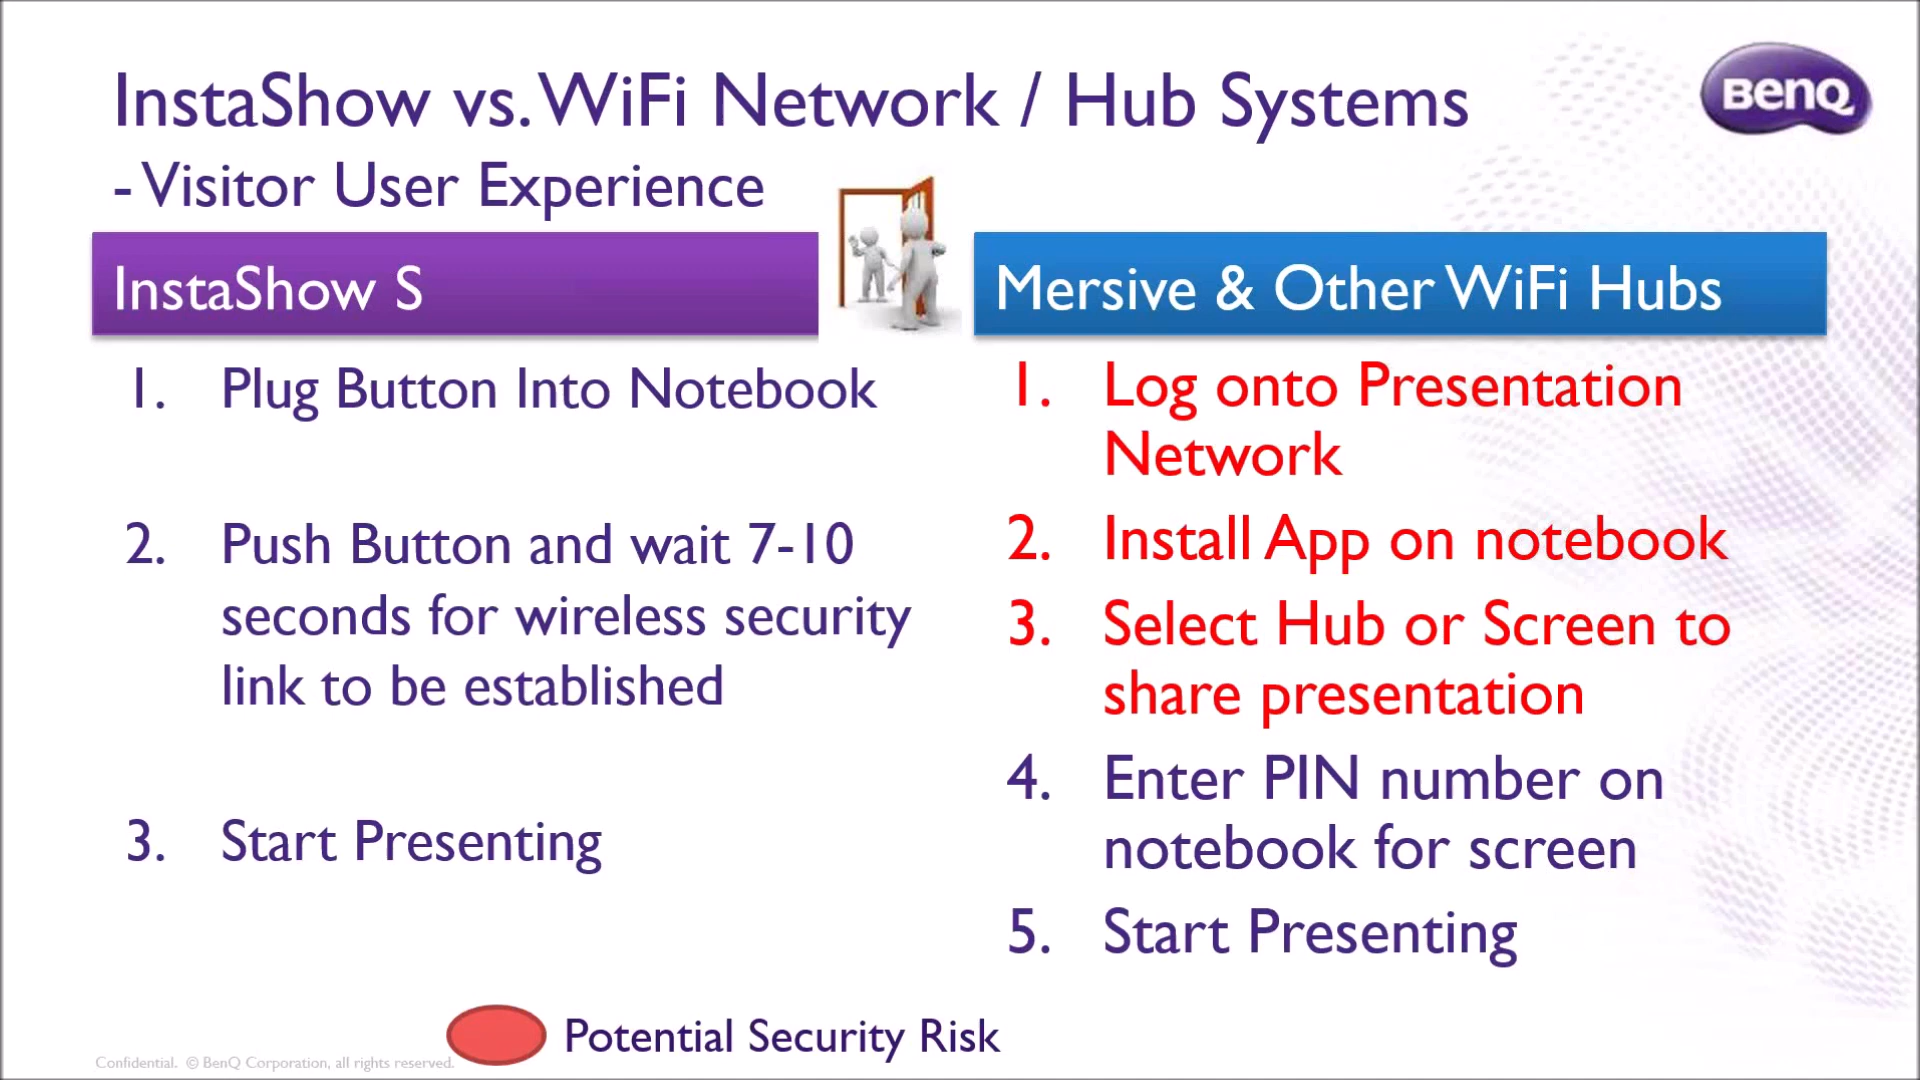 InstaShow vs. WiFi Network / Hub Systems
BenQ
- Visitor User Experience
InstaShow S
1. Plug Button Into Notebook
2. Push Button and wait 7-10
seconds for wireless security
link to be established
3. Start Presenting
Mersive & Other WiFi Hubs
1. Log onto Presentation
Network
2. Install App on notebook
3. Select Hub or Screen to
share presentation
4. Enter PIN number on
notebook for screen
5. Start Presenting
Potential Security Risk
Confidential. © BenQ Corporation, all rights reserved.